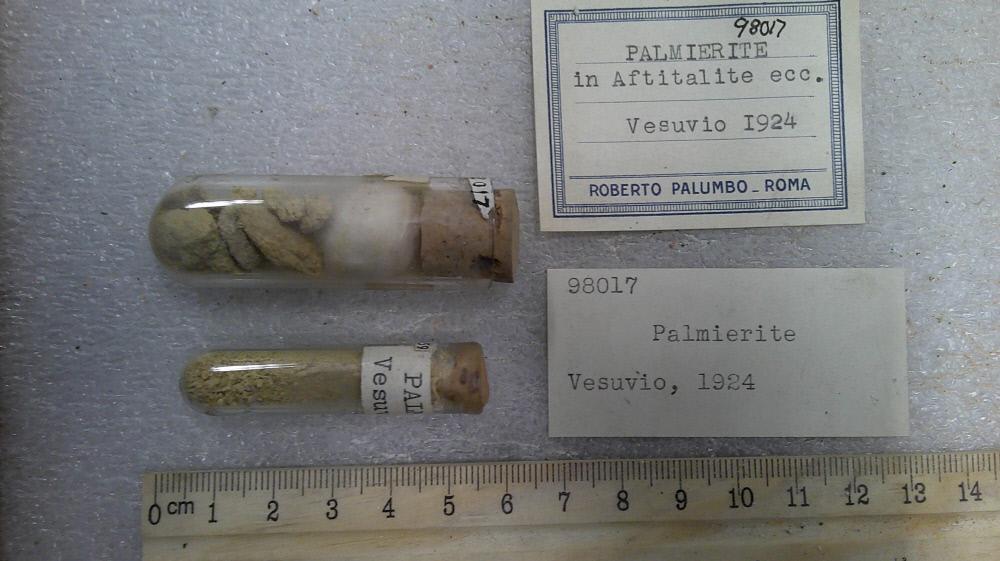 98017
PALMIERITE
in Aftitalite ecc.
Vesuvio I924
ROBERTO PALUMBO - ROMA
98017
Palmierite
Vesuvio, 1924
017
PAL
Vesu
0 cm 1 2 3 4 5 6 7 8 9 10 11 12 13 14